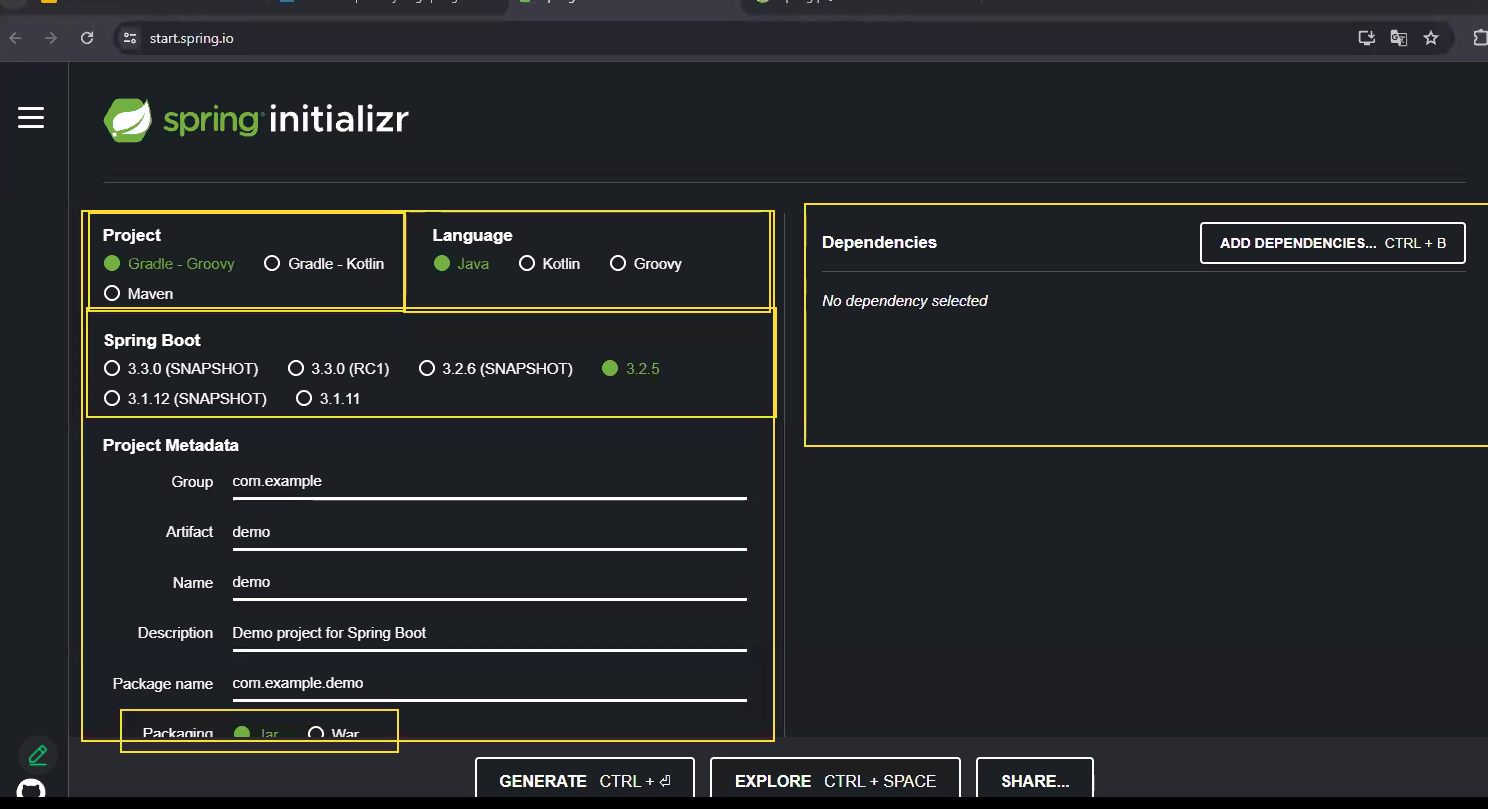 start.spring.io
spring initializr
Project
Gradle - Groovy Gradle - Kotlin
Maven
Language
Java Kotlin Groovy
Spring Boot
3.3.0 (SNAPSHOT) 3.3.0 (RC1) 3.2.6 (SNAPSHOT) 3.2.5
3.1.12 (SNAPSHOT) 3.1.11
Project Metadata
Group com.example
Artifact demo
Name demo
Description Demo project for Spring Boot
Package name com.example.demo
Packaging Jar War
Dependencies
ADD DEPENDENCIES... CTRL + B
No dependency selected
GENERATE CTRL + ⏎
EXPLORE CTRL + SPACE
SHARE...